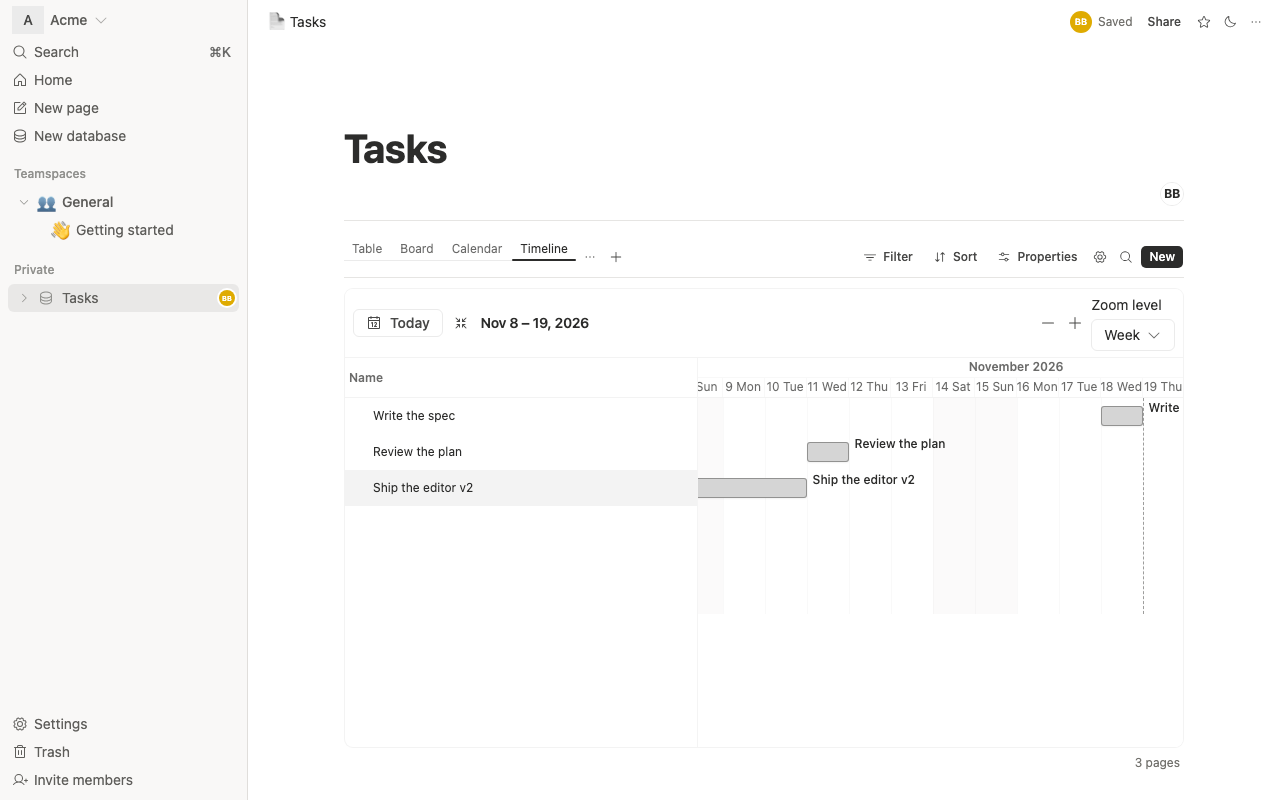 A Acme
Search ⌘K
Home
New page
New database
Teamspaces
General
Getting started
Private
Tasks BB
Settings
Trash
Invite members
Tasks
BB Saved Share
Tasks
BB
Table Board Calendar Timeline
Filter Sort Properties New
12 Today Nov 8 – 19, 2026
Zoom level
Week
Name
November 2026
Sun 9 Mon 10 Tue 11 Wed 12 Thu 13 Fri 14 Sat 15 Sun 16 Mon 17 Tue 18 Wed 19 Thu
Write the spec Write
Review the plan Review the plan
Ship the editor v2 Ship the editor v2
3 pages